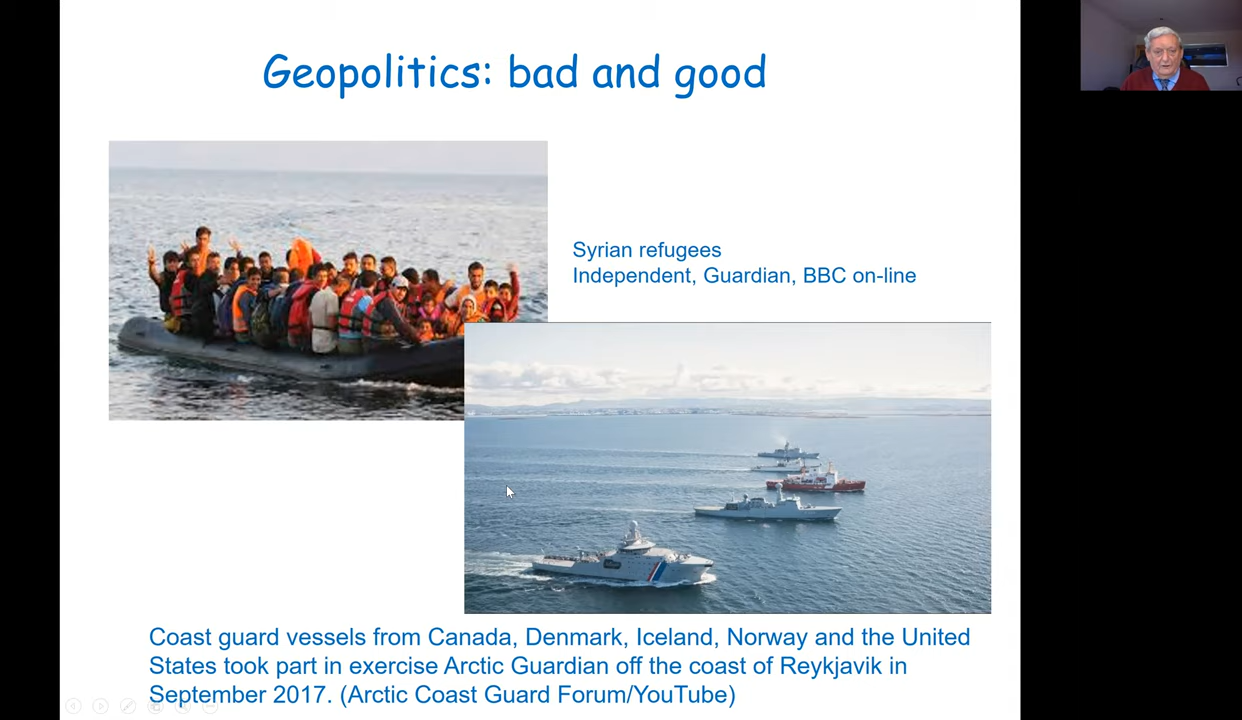 Geopolitics: bad and good
Syrian refugees
Independent, Guardian, BBC on-line
Coast guard vessels from Canada, Denmark, Iceland, Norway and the United
States took part in exercise Arctic Guardian off the coast of Reykjavik in
September 2017. (Arctic Coast Guard Forum/YouTube)